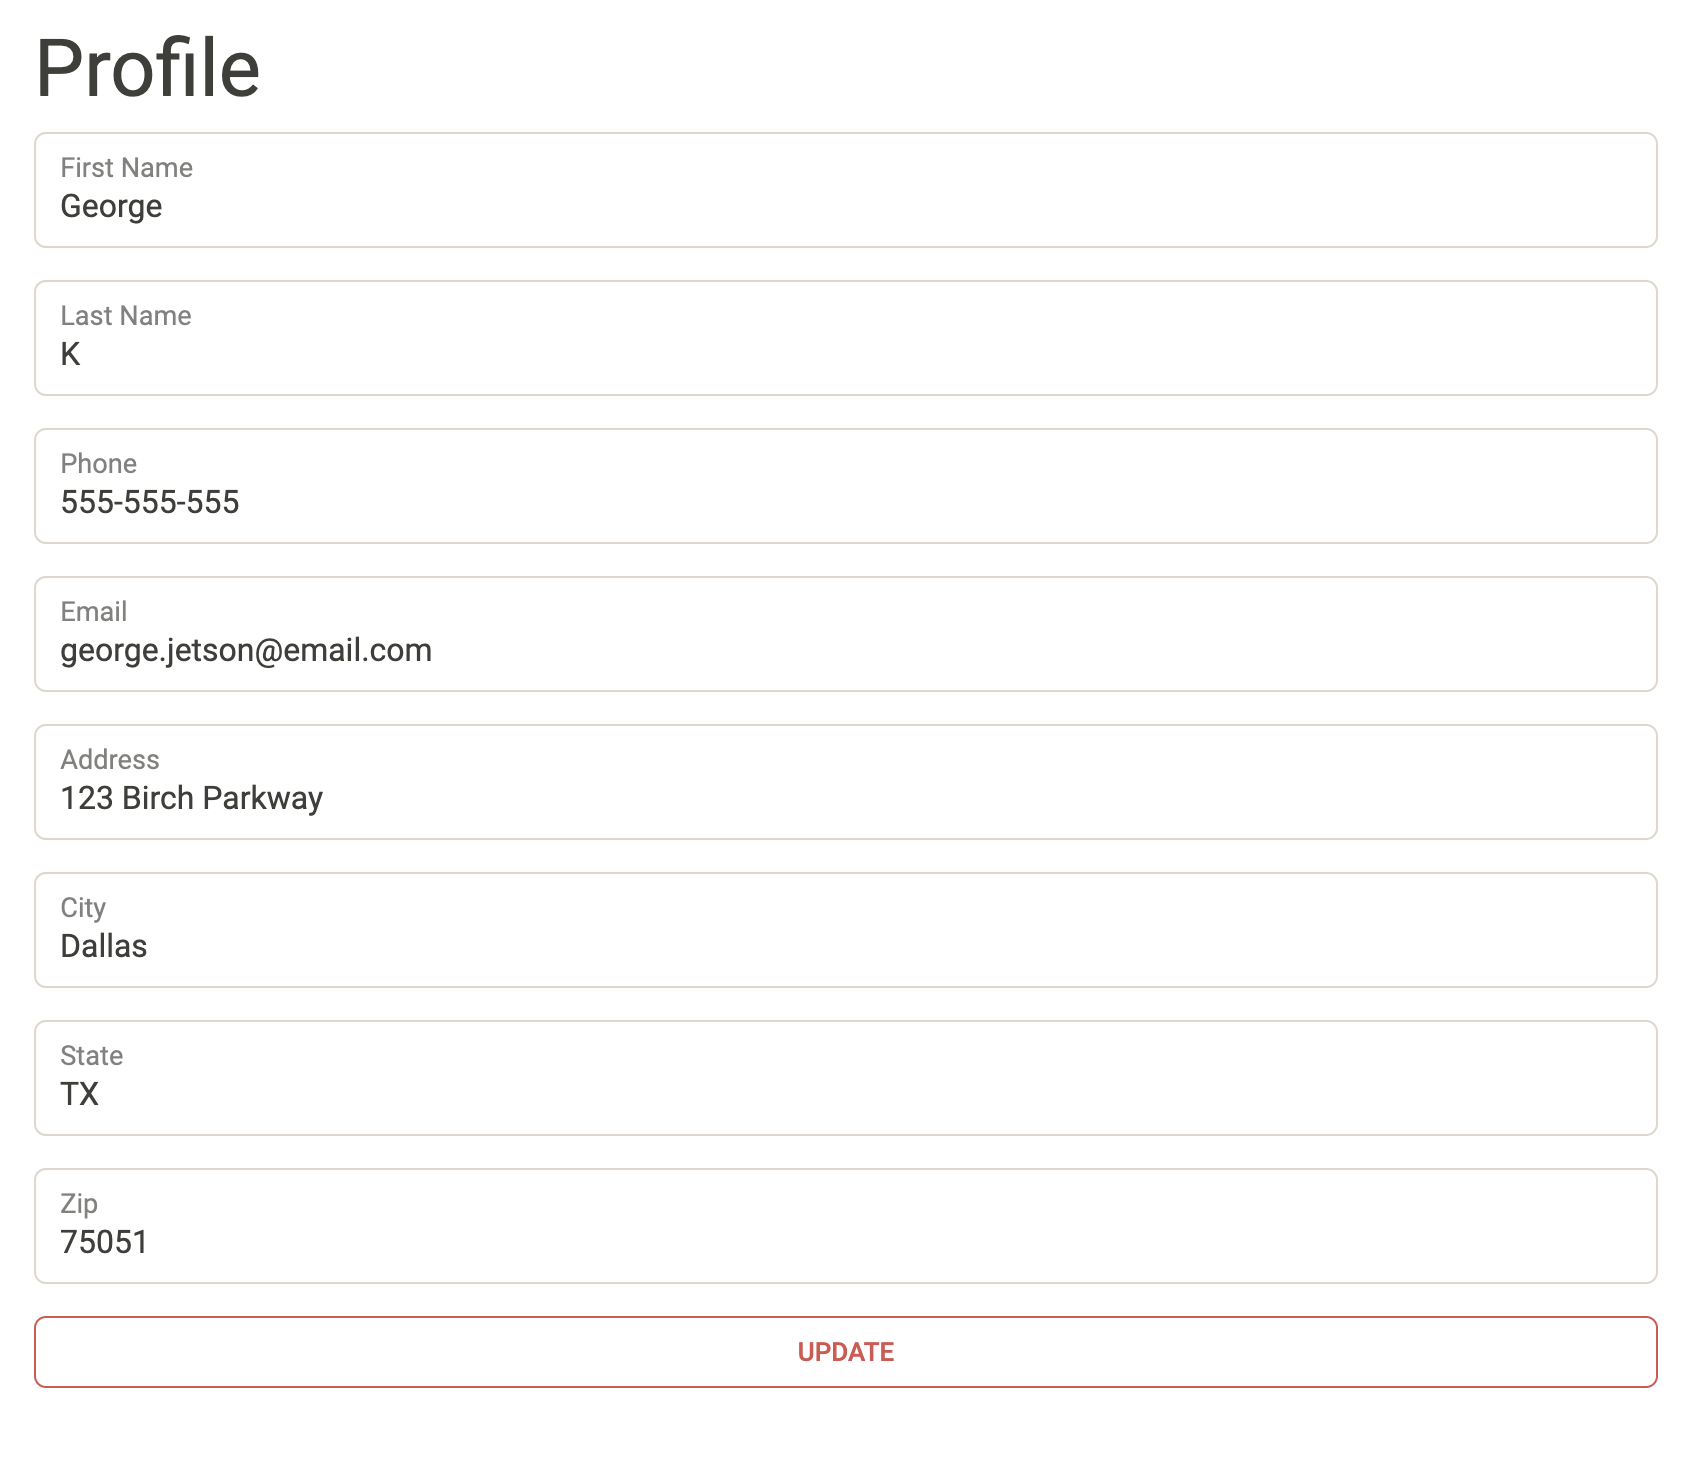 Profile
First Name
George
Last Name
K
Phone
555-555-555
Email
george.jetson@email.com
Address
123 Birch Parkway
City
Dallas
State
TX
Zip
75051
UPDATE